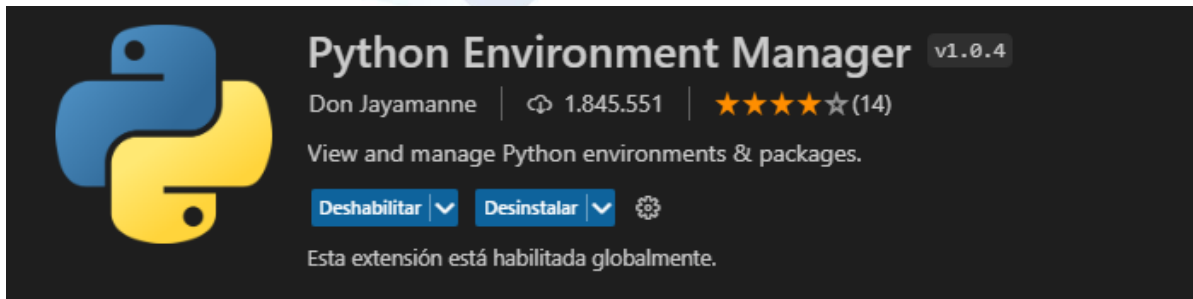 Python Environment Manager v1.0.4
Don Jayamanne 1.845.551 (14)
View and manage Python environments & packages.
Deshabilitar Desinstalar
Esta extensión está habilitada globalmente.